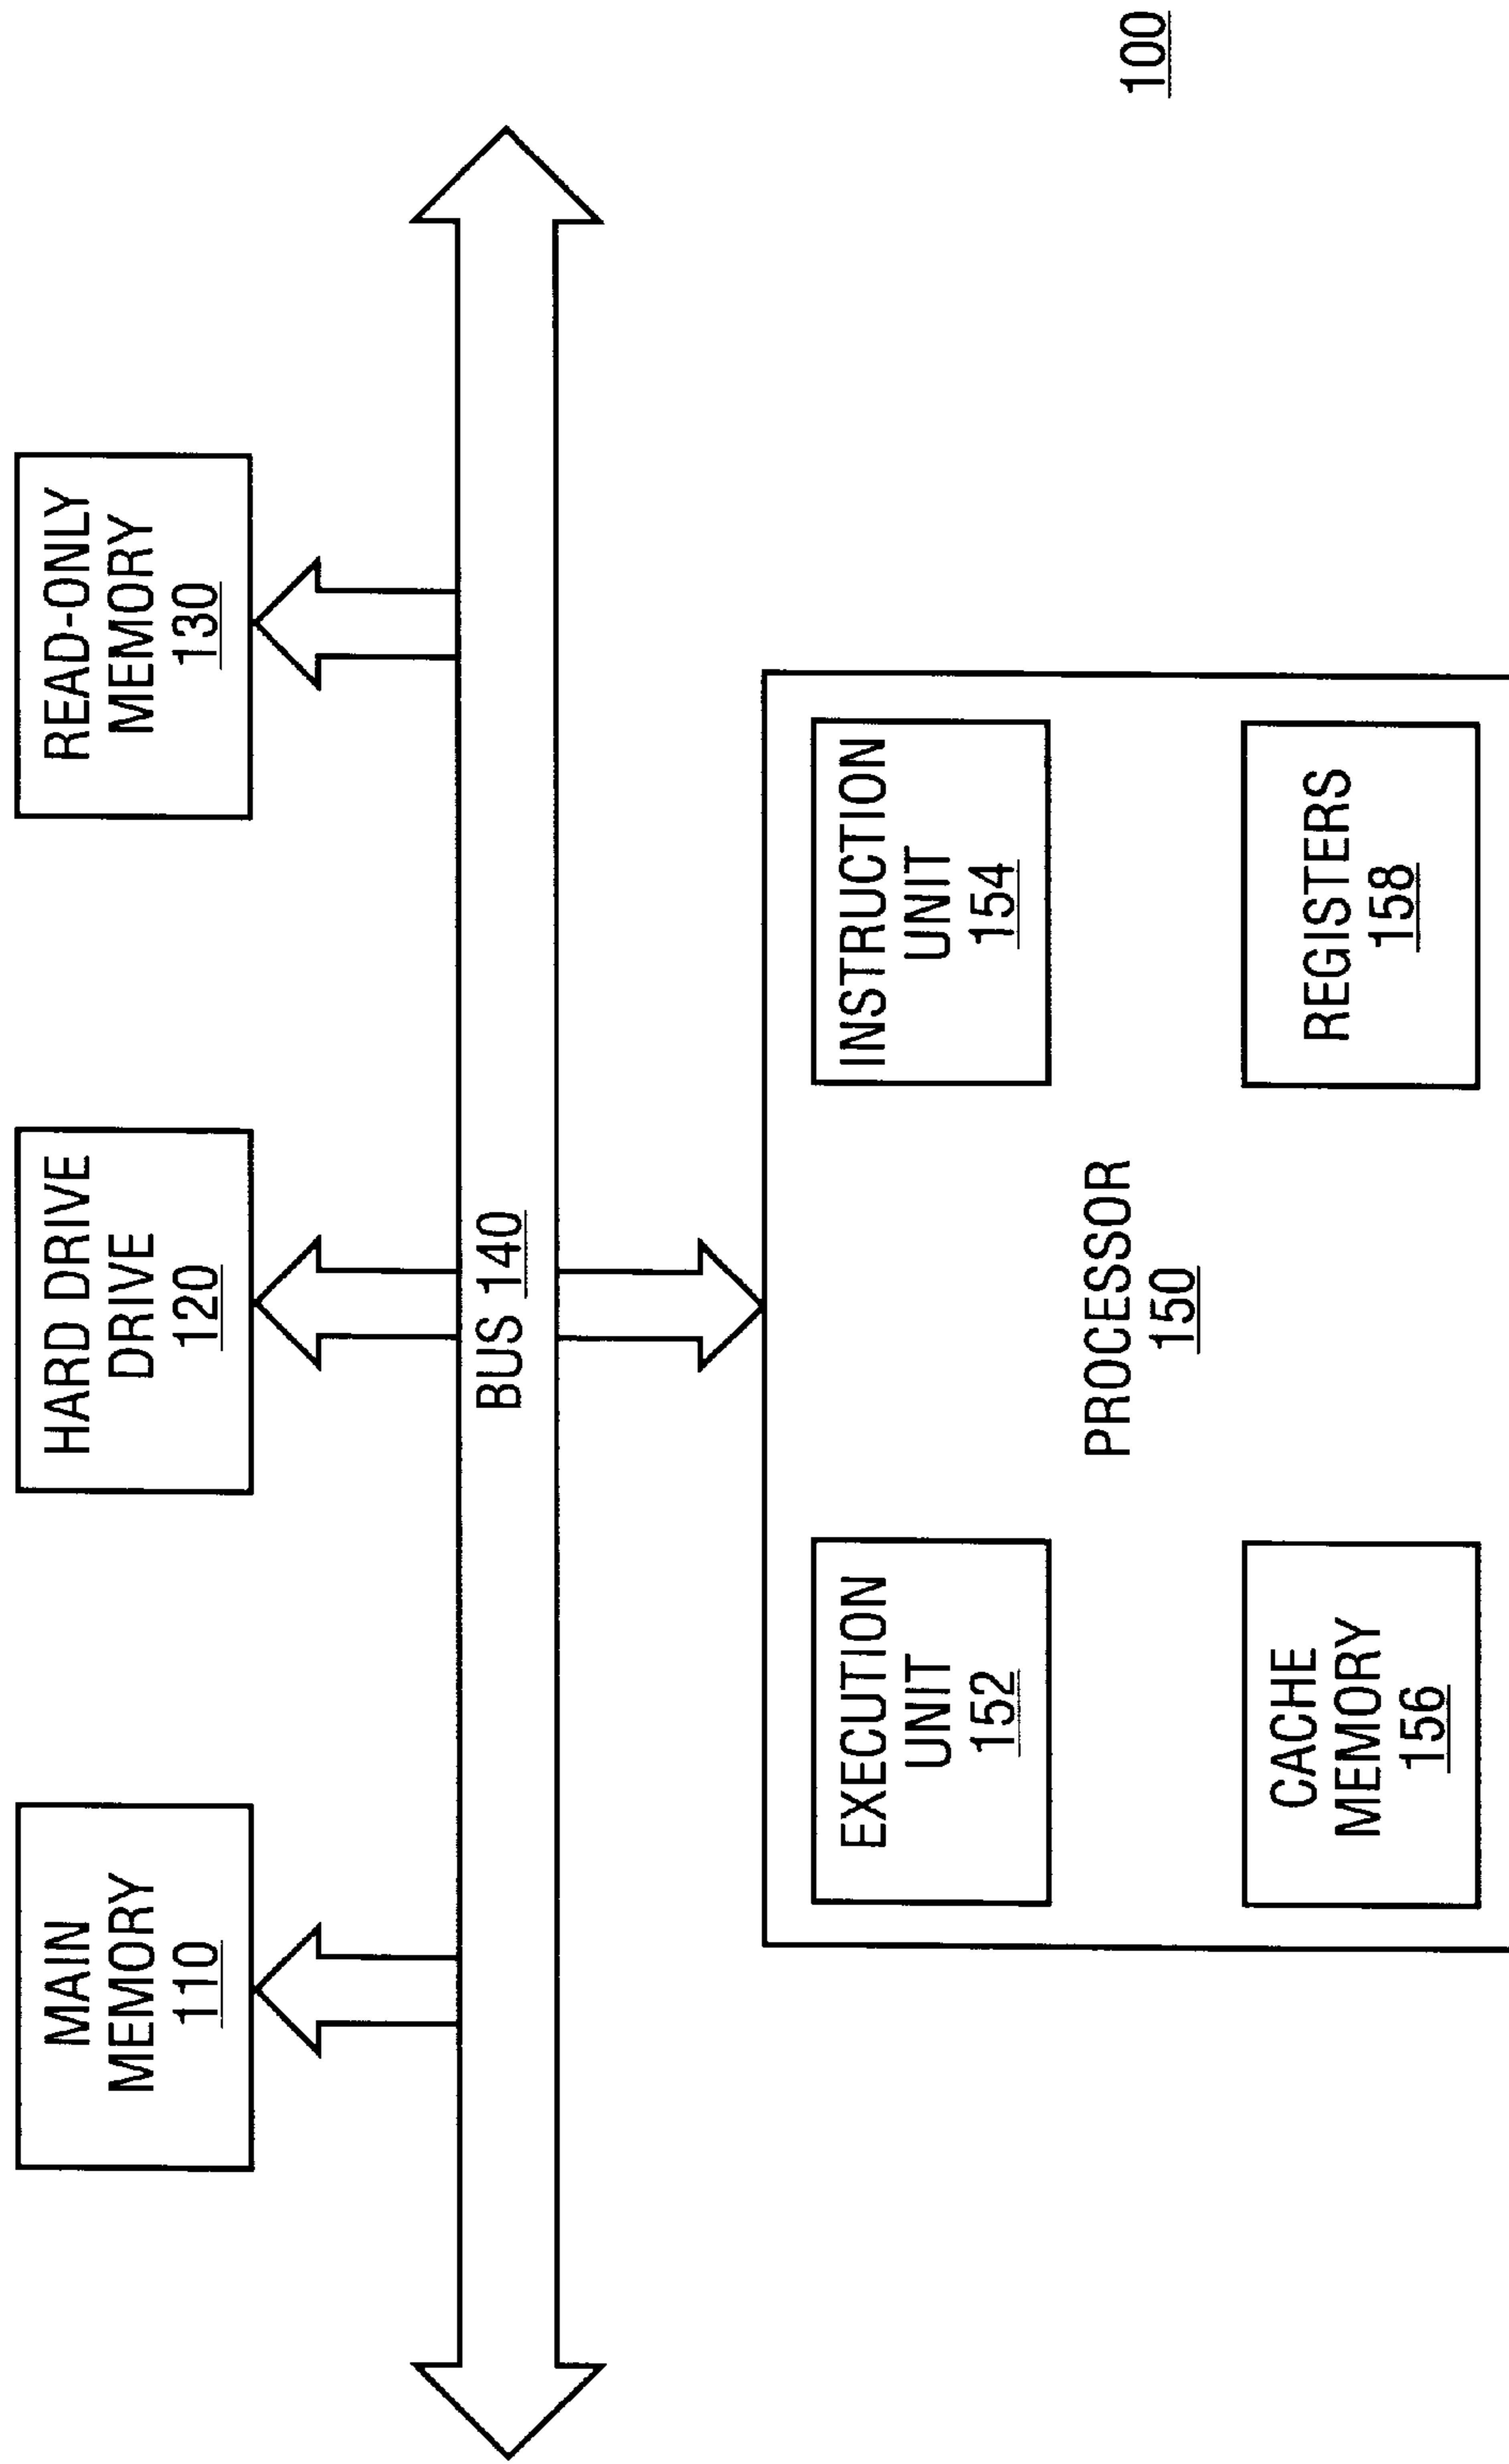 MAIN
MEMORY
110
HARD DRIVE
DRIVE
120
READ-ONLY
MEMORY
130
BUS 140
EXECUTION
UNIT
152
INSTRUCTION
UNIT
154
PROCESSOR
150
CACHE
MEMORY
156
REGISTERS
158
100